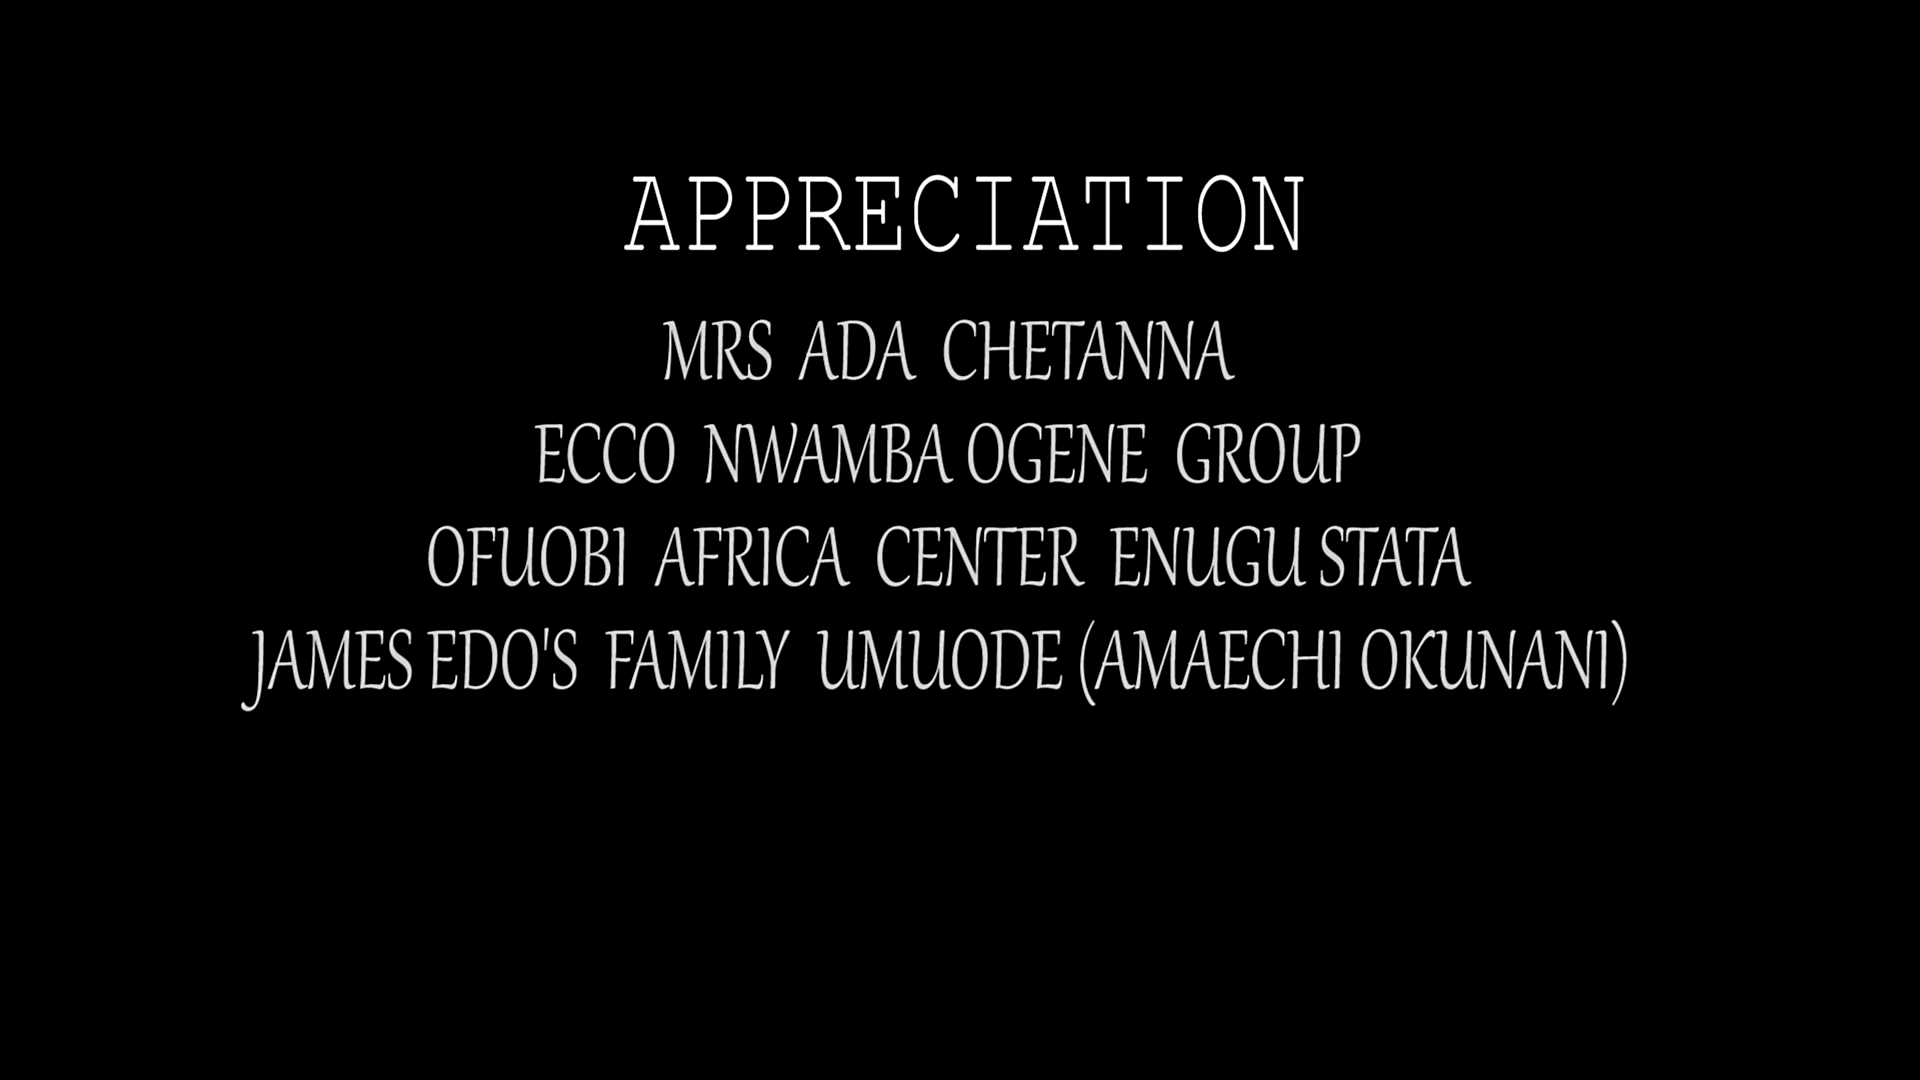 APPRECIATION
MRS ADA CHETANNA
ECCO NWAMBA OGENE GROUP
OFUOBI AFRICA CENTER ENUGU STATA
JAMES EDO'S FAMILY UMUODE (AMAECHI OKUNANI)